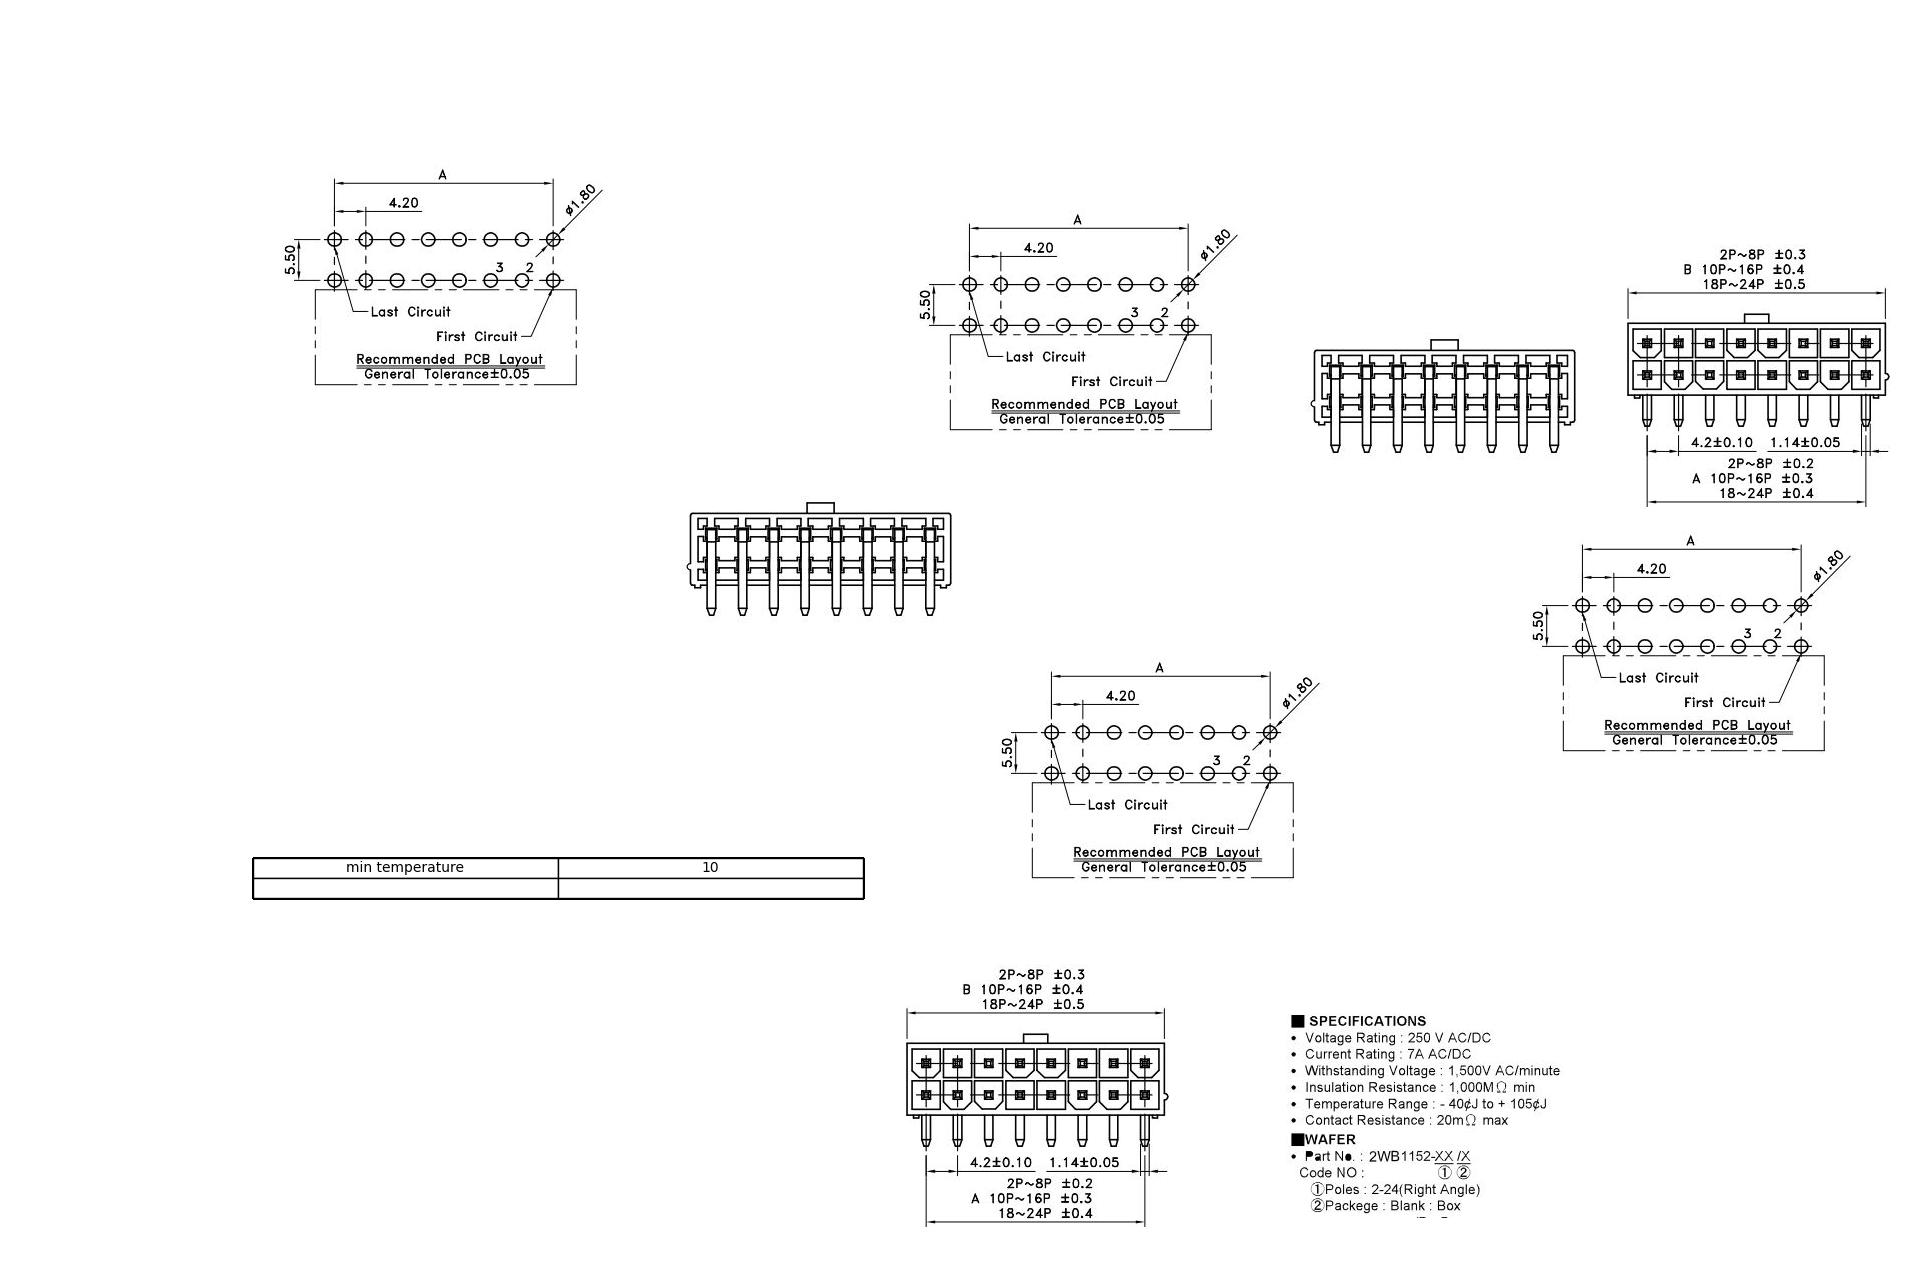 A
4.20
ø1.80
5.50
3 2
Last Circuit
First Circuit
Recommended PCB Layout
General Tolerance±0.05
A
4.20
ø1.80
5.50
3 2
Last Circuit
First Circuit
Recommended PCB Layout
General Tolerance±0.05
2P~8P ±0.3
B 10P~16P ±0.4
18P~24P ±0.5
4.2±0.10 1.14±0.05
2P~8P ±0.2
A 10P~16P ±0.3
18~24P ±0.4
A
4.20
ø1.80
5.50
3 2
Last Circuit
First Circuit
Recommended PCB Layout
General Tolerance±0.05
A
4.20
ø1.80
5.50
3 2
Last Circuit
First Circuit
Recommended PCB Layout
General Tolerance±0.05
min temperature 10
2P~8P ±0.3
B 10P~16P ±0.4
18P~24P ±0.5
4.2±0.10 1.14±0.05
2P~8P ±0.2
A 10P~16P ±0.3
18~24P ±0.4
■ SPECIFICATIONS
• Voltage Rating : 250 V AC/DC
• Current Rating : 7A AC/DC
• Withstanding Voltage : 1,500V AC/minute
• Insulation Resistance : 1,000MΩ min
• Temperature Range : - 40¢J to + 105¢J
• Contact Resistance : 20mΩ max
■WAFER
• Part No. : 2WB1152-XX /X
Code NO : ① ②
①Poles : 2-24(Right Angle)
②Packege : Blank : Box